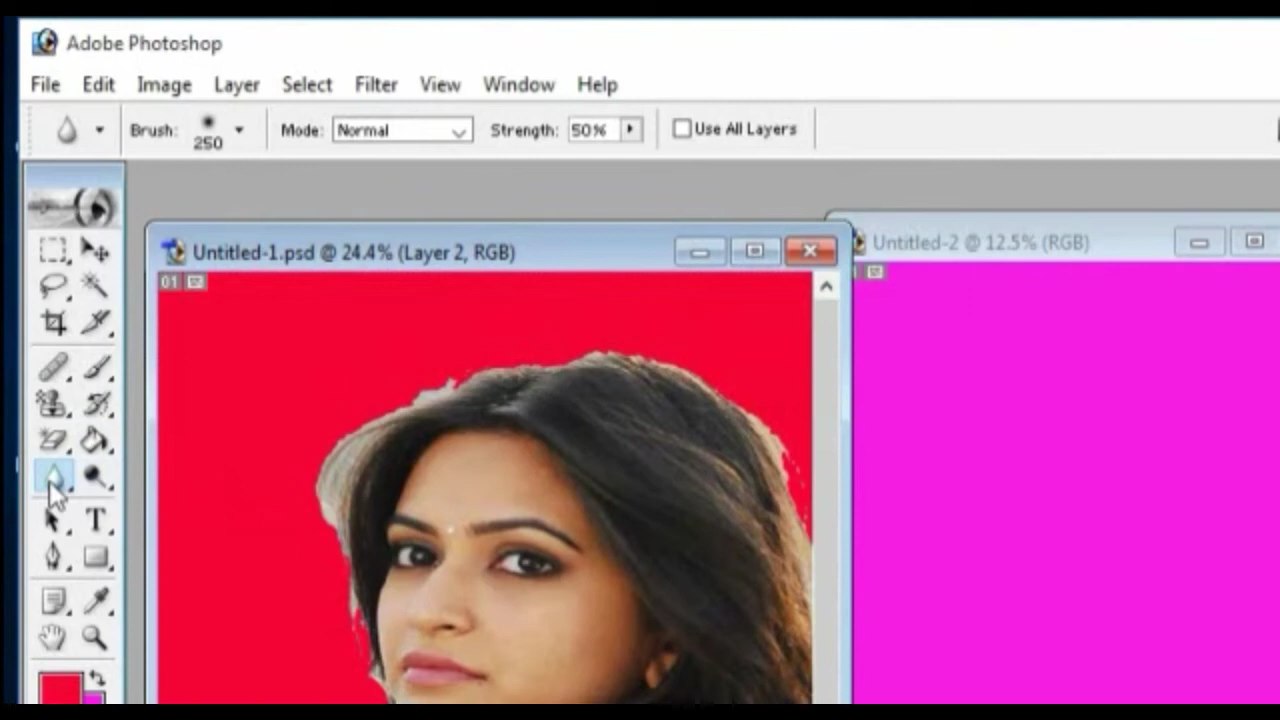 Adobe Photoshop
File Edit Image Layer Select Filter View Window Help
Brush: 250 Mode: Normal Strength: 50% Use All Layers
Untitled-1.psd @ 24.4% (Layer 2, RGB)
Untitled-2 @ 12.5% (RGB)
01
T